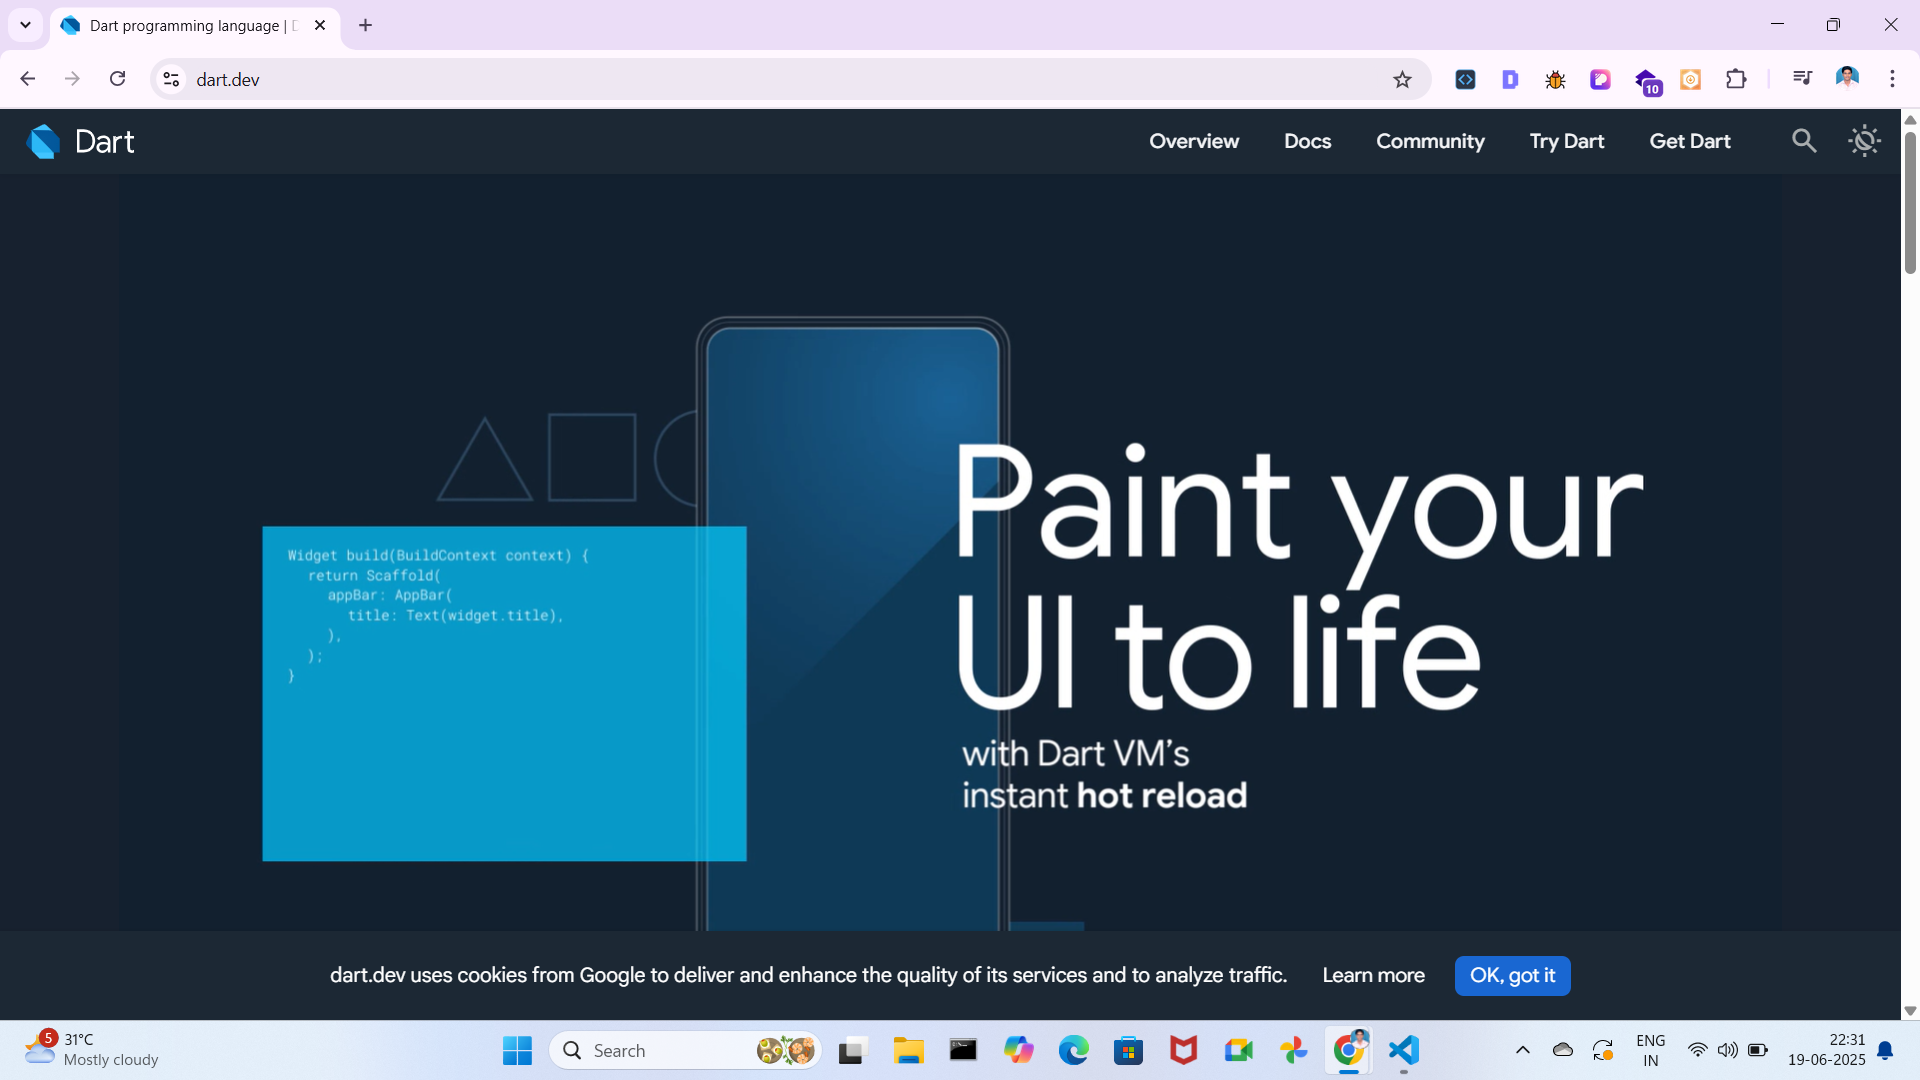 Dart programming language | D
dart.dev
10
Dart
Overview
Docs
Community
Try Dart
Get Dart
Widget build(BuildContext context) {
return Scaffold(
appBar: AppBar(
title: Text(widget.title),
),
);
}
Paint your
UI to life
with Dart VM’s
instant hot reload
dart.dev uses cookies from Google to deliver and enhance the quality of its services and to analyze traffic.
Learn more
OK, got it
5
31°C
Mostly cloudy
Search
ENG
IN
22:31
19-06-2025